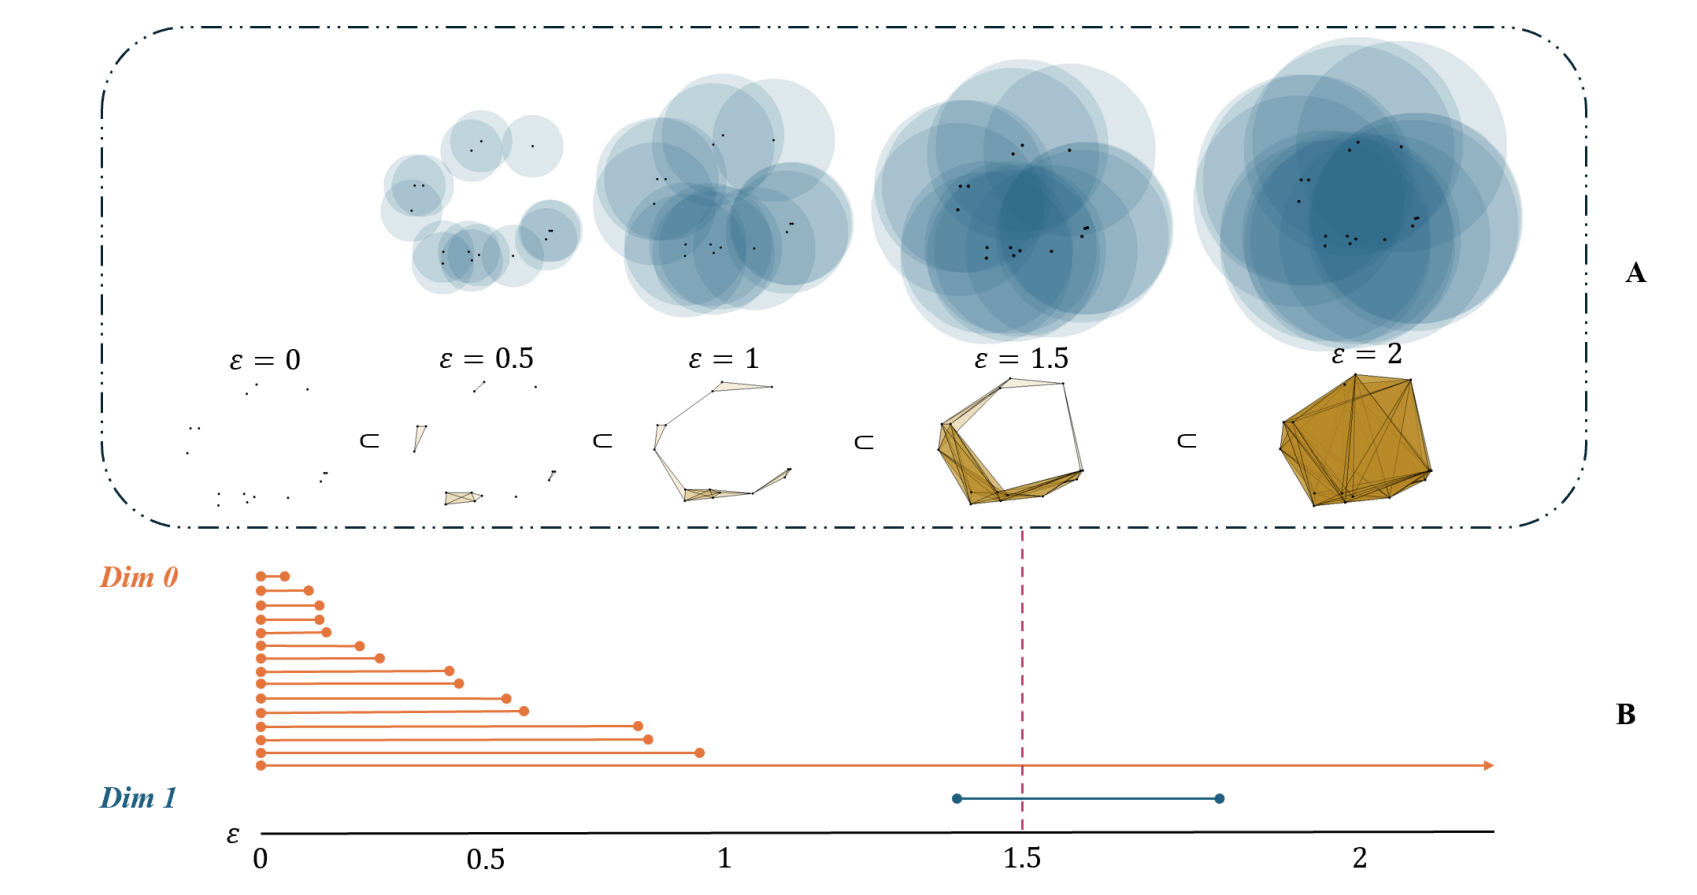 A
ε = 0 ε = 0.5 ε = 1 ε = 1.5 ε = 2
⊂ ⊂ ⊂ ⊂
Dim 0
B
Dim 1
ε
0 0.5 1 1.5 2